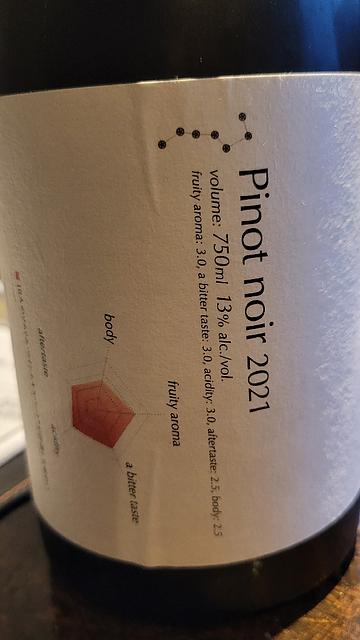 Pinot noir 2021
volume: 750ml 13% alc./vol.
fruity aroma: 3.0, a bitter taste: 3.0, acidity: 3.0, aftertaste: 2.5, body: 2.5
fruity aroma
body
a bitter taste
aftertaste
acidity